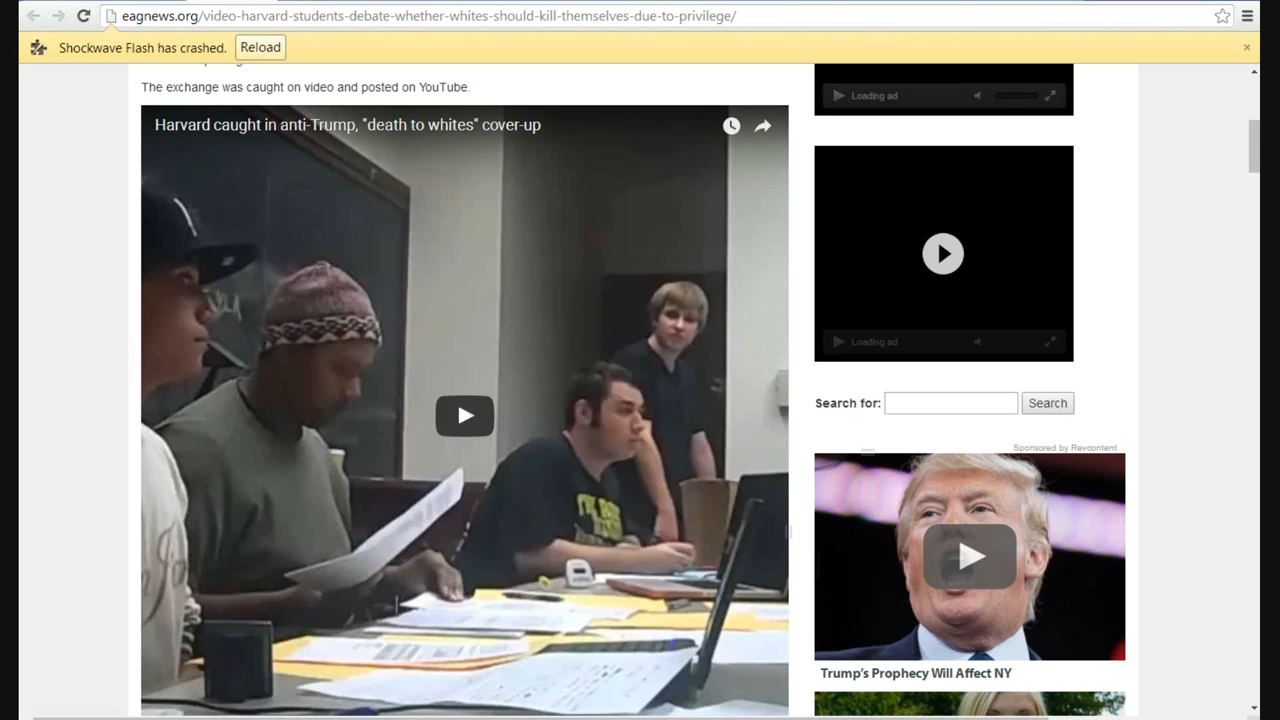 eagnews.org/video-harvard-students-debate-whether-whites-should-kill-themselves-due-to-privilege/
Shockwave Flash has crashed. Reload
The exchange was caught on video and posted on YouTube.
Harvard caught in anti-Trump, "death to whites" cover-up
Loading ad
Loading ad
Search for: Search
Sponsored by Revcontent
Trump's Prophecy Will Affect NY